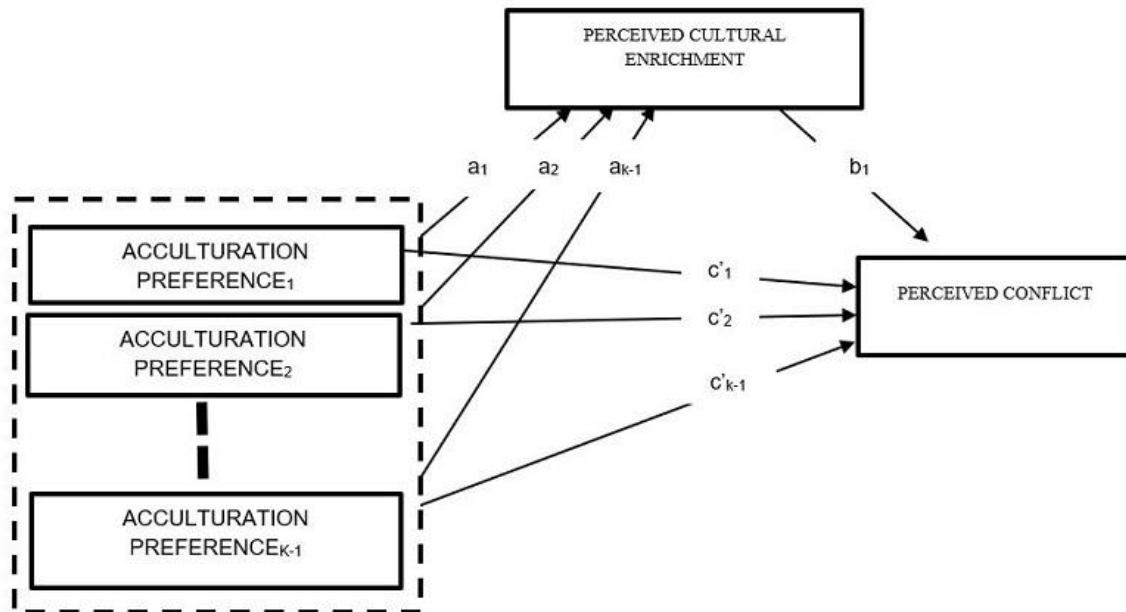 PERCEIVED CULTURAL
ENRICHMENT
a₁
a₂
aₖ₋₁
b₁
ACCULTURATION
PREFERENCE₁
c'₁
PERCEIVED CONFLICT
c'₂
ACCULTURATION
PREFERENCE₂
c'ₖ₋₁
ACCULTURATION
PREFERENCEK-1